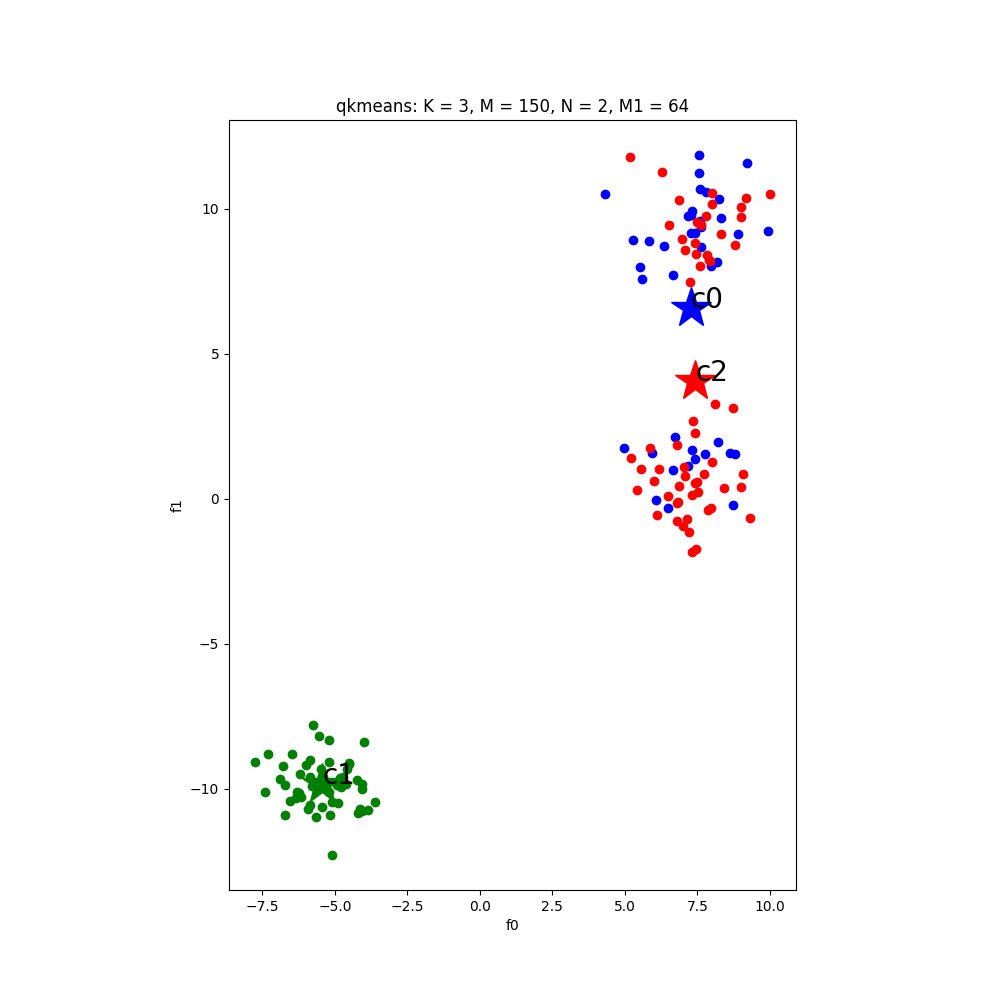 qkmeans: K = 3, M = 150, N = 2, M1 = 64
10
5
0
−5
−10
f1
c0
c2
c1
−7.5 −5.0 −2.5 0.0 2.5 5.0 7.5 10.0
f0